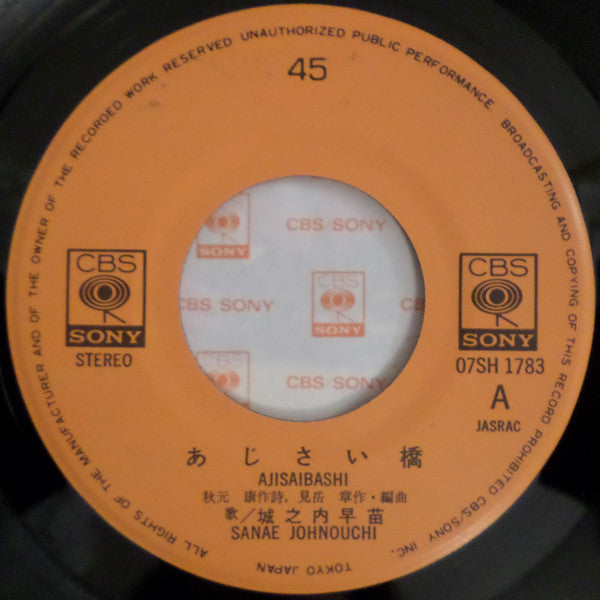 ALL RIGHTS OF THE MANUFACTURER AND OF THE OWNER OF THE RECORDED WORK RESERVED UNAUTHORIZED PUBLIC PERFORMANCE. BROADCASTING AND COPYING OF THIS RECORD PROHIBITED CBS/SONY INC.
TOKYO JAPAN
45
CBS
SONY
STEREO
SONY
CBS/SONY
CBS SONY
CBS
SONY
CBS SONY
CBS/SONY
CBS
SONY
07SH 1783
A
JASRAC
あじさい橋
AJISAIBASHI
秋元 康作詩，見岳 章作・編曲
歌／城之内早苗
SANAE JOHNOUCHI